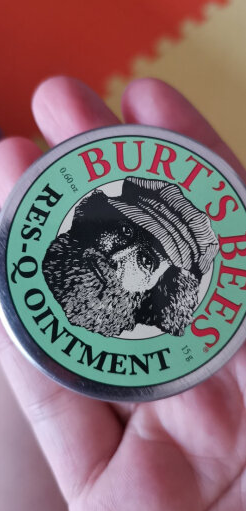 BURT'S BEES®
0.60 oz
RES-Q OINTMENT
15 g